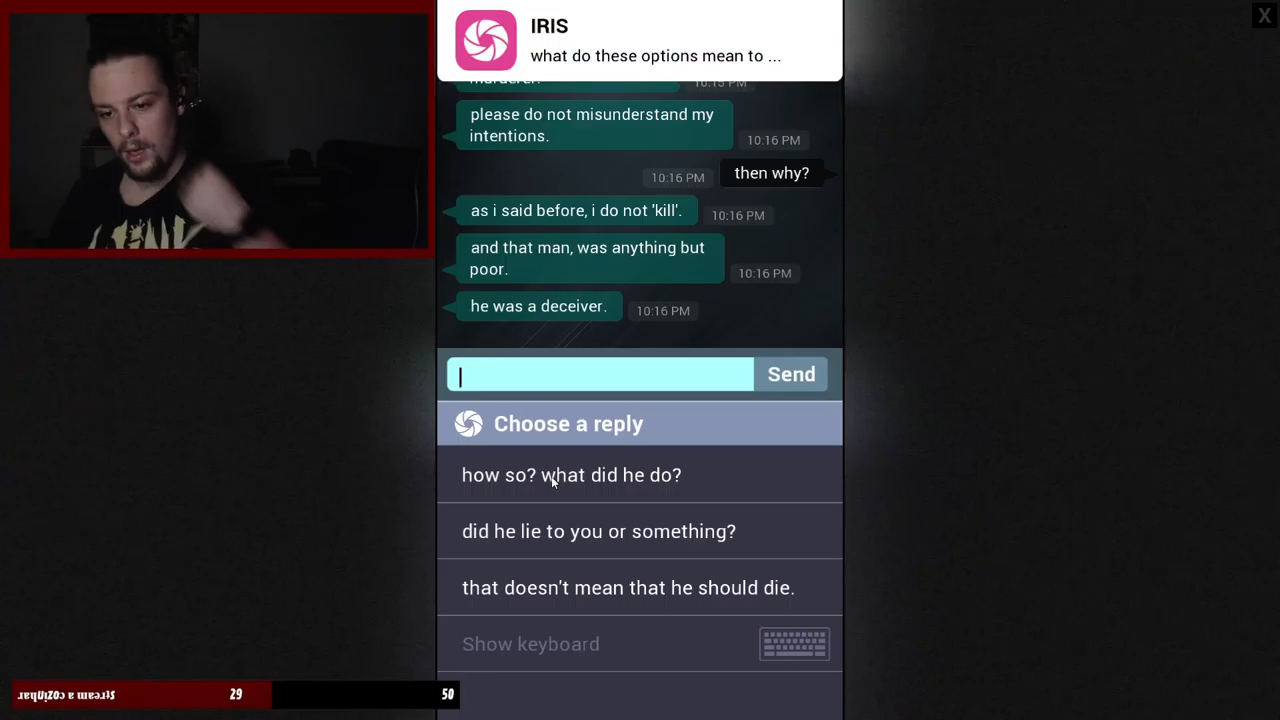 X
IRIS
what do these options mean to ...
murderer.
10:15 PM
please do not misunderstand my
intentions.
10:16 PM
10:16 PM
then why?
as i said before, i do not 'kill'.
10:16 PM
and that man, was anything but
poor.
10:16 PM
he was a deceiver.
10:16 PM
Send
Choose a reply
how so? what did he do?
did he lie to you or something?
that doesn't mean that he should die.
Show keyboard
Stream a cozinhar
29
50